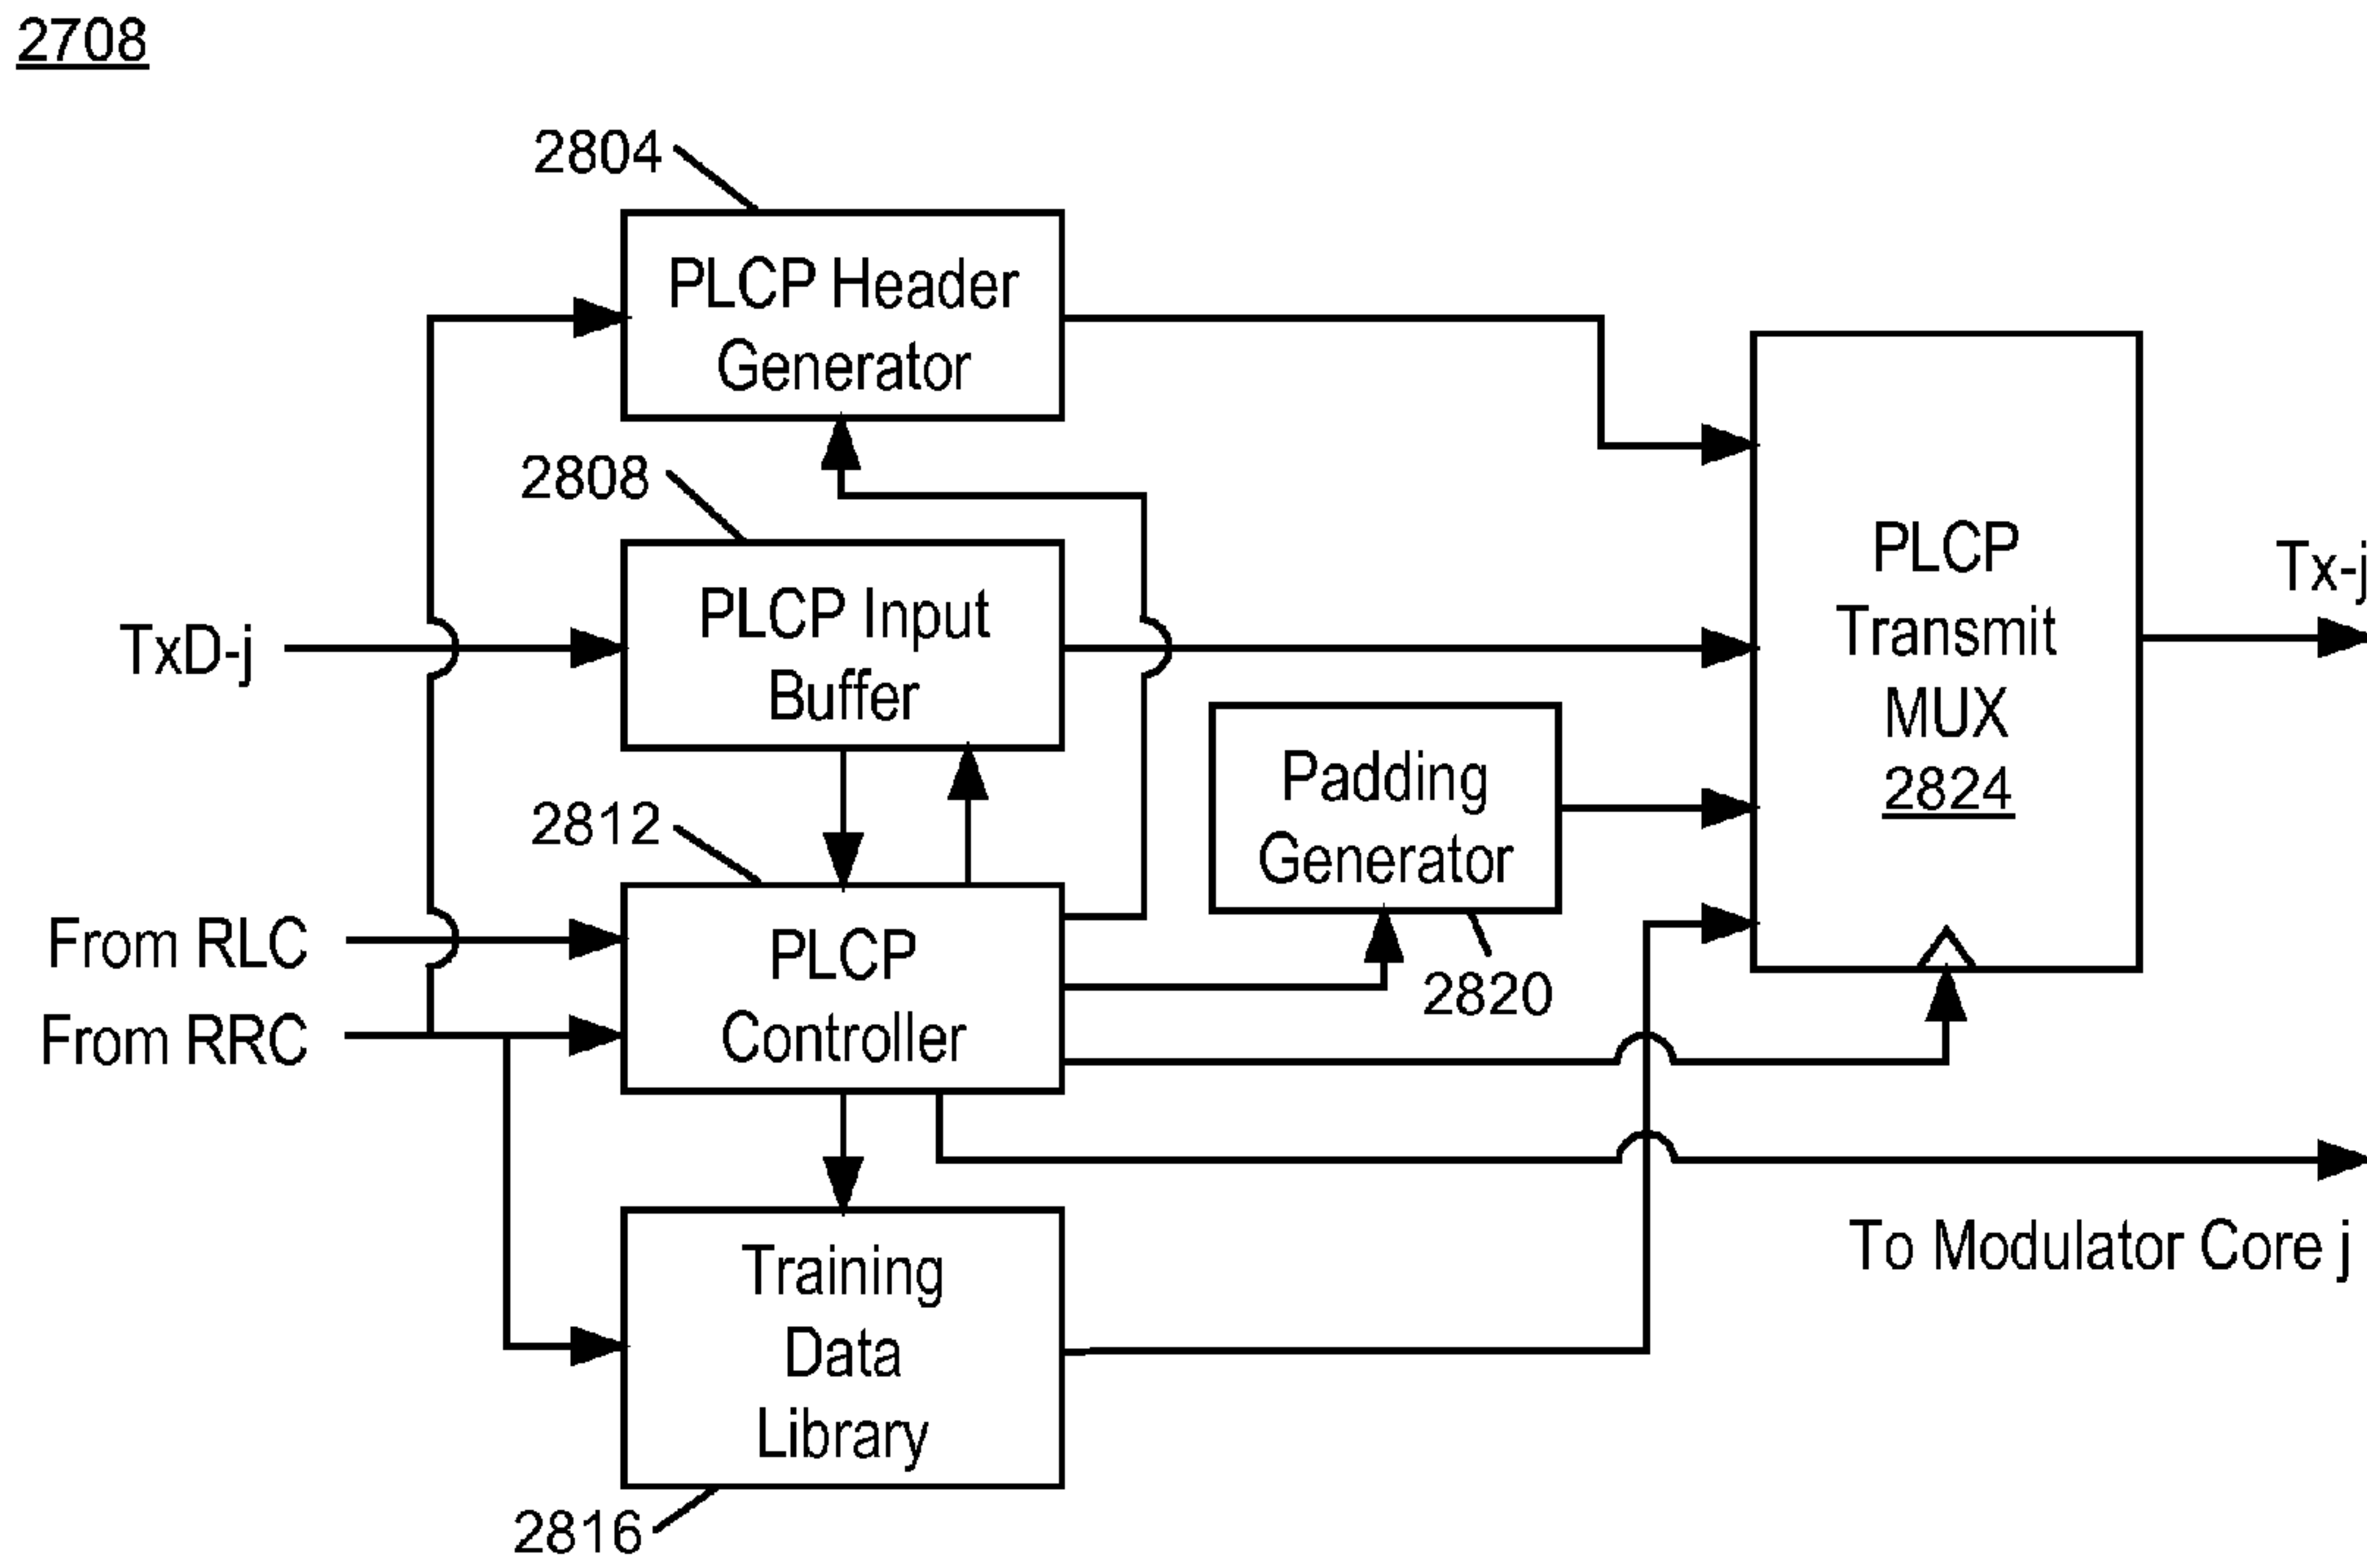 2708
2804
PLCP Header
Generator
2808
PLCP Input
Buffer
TxD-j
2812
From RLC
From RRC
PLCP
Controller
Padding
Generator
2820
PLCP
Transmit
MUX
2824
Tx-j
To Modulator Core j
Training
Data
Library
2816